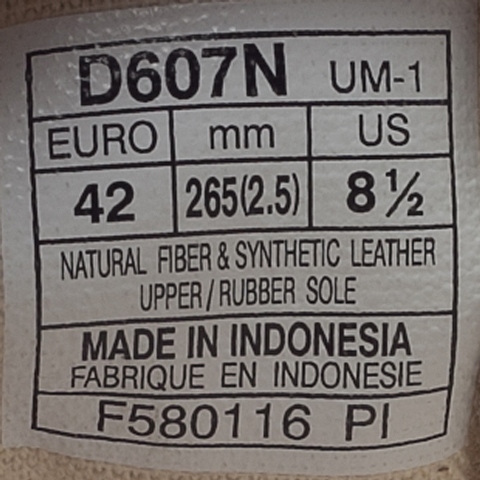 D607N UM-1
EURO mm US
42 265(2.5) 8 ½
NATURAL FIBER & SYNTHETIC LEATHER
UPPER / RUBBER SOLE
MADE IN INDONESIA
FABRIQUE EN INDONESIE
F580116 PI